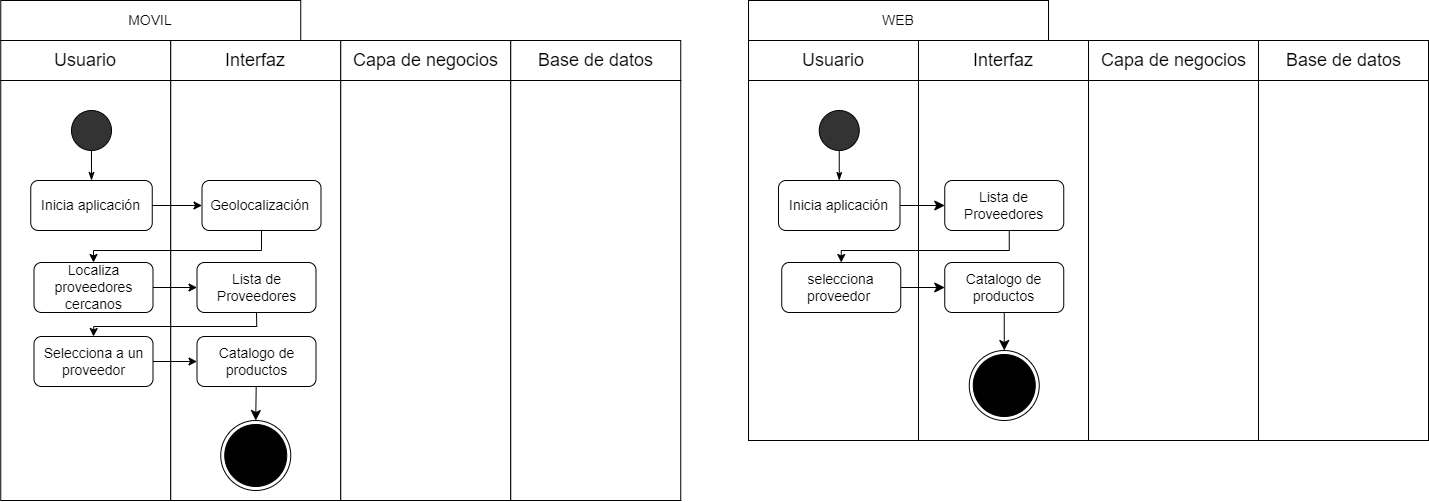 MOVIL
Usuario
Interfaz
Capa de negocios
Base de datos
Inicia aplicación
Geolocalización
Localiza
proveedores
cercanos
Lista de
Proveedores
Selecciona a un
proveedor
Catalogo de
productos
WEB
Usuario
Interfaz
Capa de negocios
Base de datos
Inicia aplicación
Lista de
Proveedores
selecciona
proveedor
Catalogo de
productos